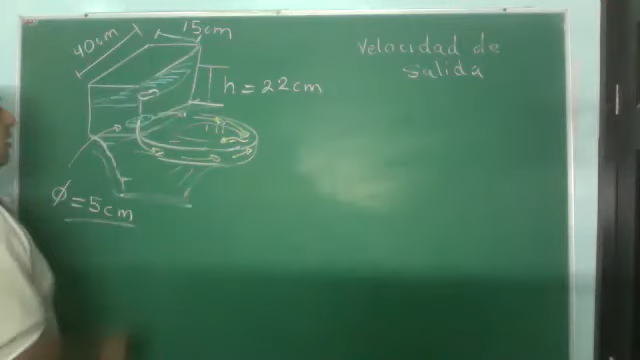 40cm
15cm
h = 22cm
Ø = 5cm
Velocidad de
salida